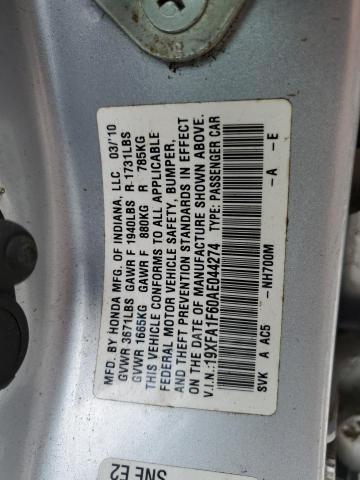 MFD. BY HONDA MFG. OF INDIANA, LLC 03/'10
GVWR 3671LBS GAWR F 1940LBS R 1731LBS
GVWR 1665KG GAWR F 880KG R 785KG
THIS VEHICLE CONFORMS TO ALL APPLICABLE
FEDERAL MOTOR VEHICLE SAFETY, BUMPER,
AND THEFT PREVENTION STANDARDS IN EFFECT
ON THE DATE OF MANUFACTURE SHOWN ABOVE.
V.I.N.:19XFA1F60AE044274 TYPE: PASSENGER CAR
NH700M -A -E
SVK A AC5
SNE E2